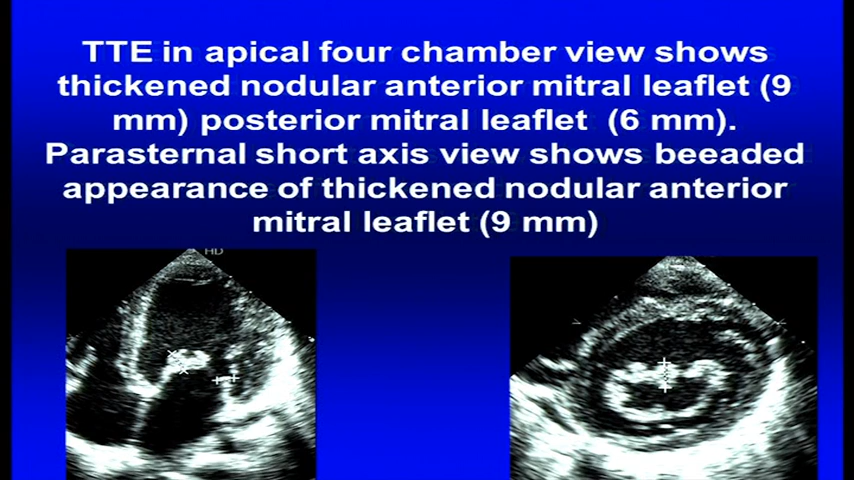 TTE in apical four chamber view shows
thickened nodular anterior mitral leaflet (9
mm) posterior mitral leaflet (6 mm).
Parasternal short axis view shows beeaded
appearance of thickened nodular anterior
mitral leaflet (9 mm)
HD